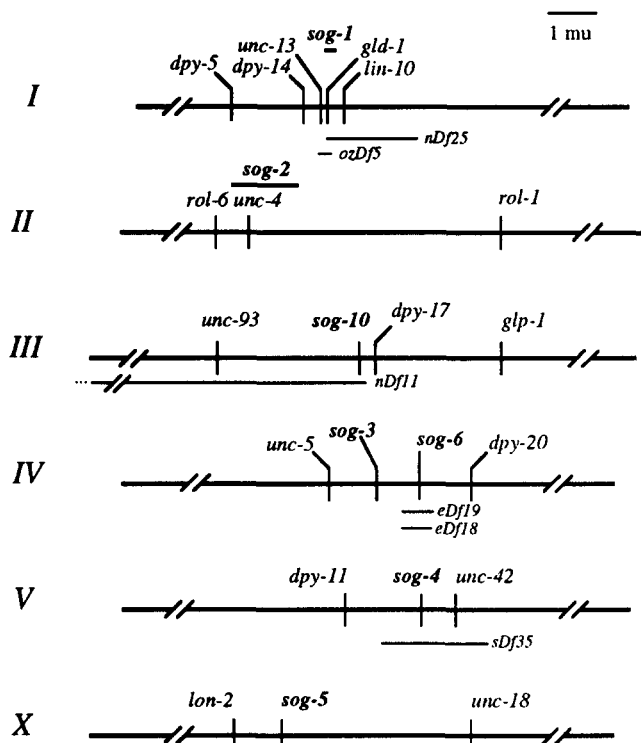 sog-1
1 mu
unc-13 gld-1
dpy-5 dpy-14 lin-10
I
nDf25
ozDf5
sog-2
rol-6 unc-4 rol-1
II
dpy-17
unc-93 sog-10 glp-1
III
nDf11
sog-3 sog-6
unc-5 dpy-20
IV
eDf19
eDf18
dpy-11 sog-4 unc-42
V
sDf35
lon-2 sog-5 unc-18
X